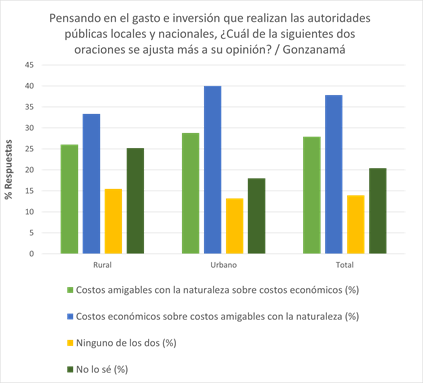 Pensando en el gasto e inversión que realizan las autoridades
públicas locales y nacionales, ¿Cuál de la siguientes dos
oraciones se ajusta más a su opinión? / Gonzanamá
% Respuestas
45
40
35
30
25
20
15
10
5
0
Rural Urbano Total
Costos amigables con la naturaleza sobre costos económicos (%)
Costos económicos sobre costos amigables con la naturaleza (%)
Ninguno de los dos (%)
No lo sé (%)